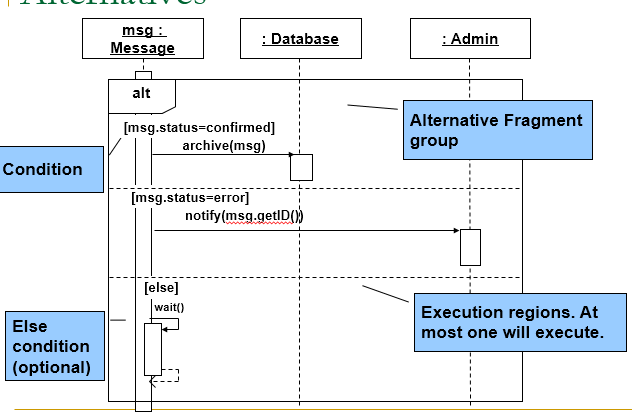 Alternatives
msg :
Message
: Database
: Admin
alt
[msg.status=confirmed]
archive(msg)
Alternative Fragment
group
Condition
[msg.status=error]
notify(msg.getID())
[else]
wait()
Execution regions. At
most one will execute.
Else
condition
(optional)